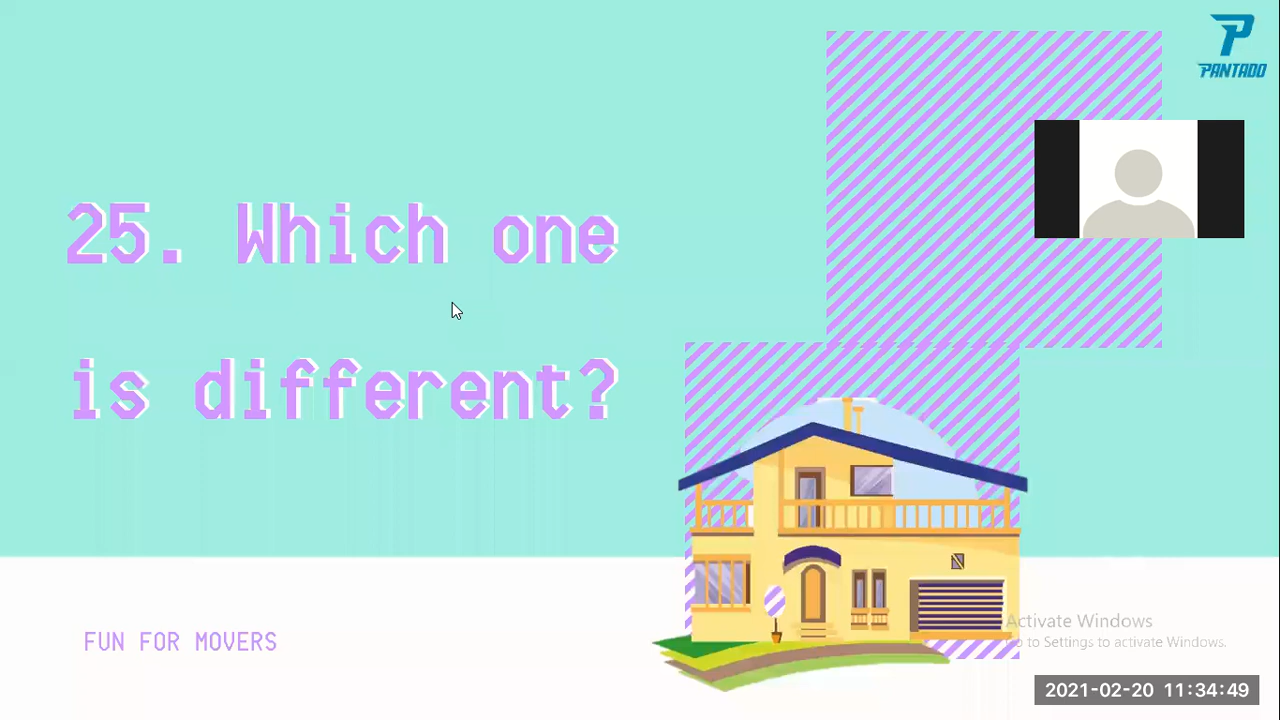 PANTADO
25. Which one
is different?
FUN FOR MOVERS
Activate Windows
to Settings to activate Windows.
2021-02-20 11:34:49